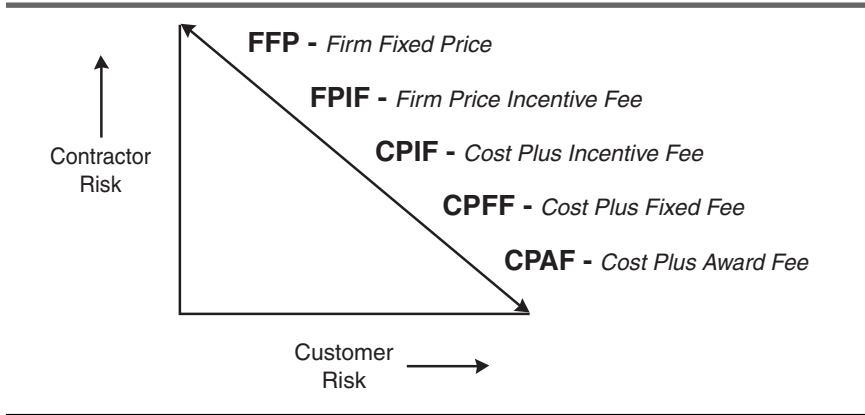 FFP - Firm Fixed Price
FPIF - Firm Price Incentive Fee
Contractor
Risk
CPIF - Cost Plus Incentive Fee
CPFF - Cost Plus Fixed Fee
CPAF - Cost Plus Award Fee
Customer
Risk